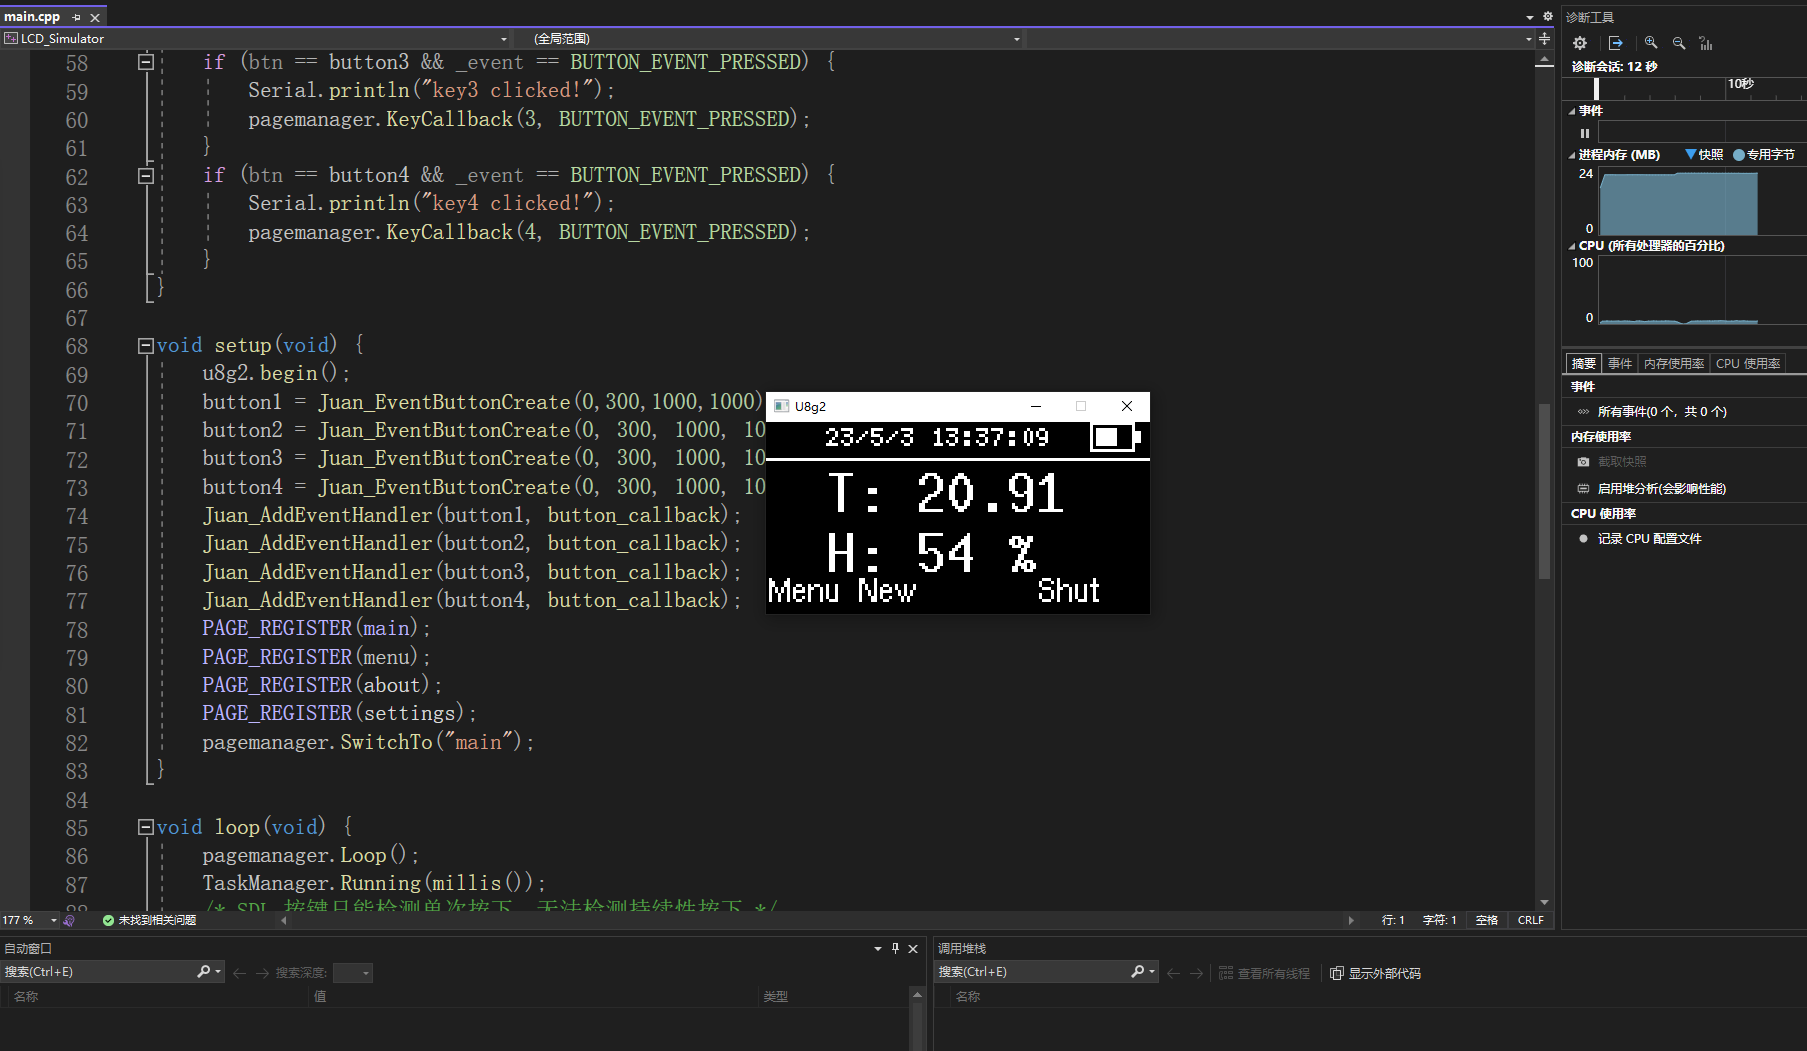 main.cpp
LCD_Simulator
(全局范围)
58 if (btn == button3 && _event == BUTTON_EVENT_PRESSED) {
59 Serial.println("key3 clicked!");
60 pagemanager.KeyCallback(3, BUTTON_EVENT_PRESSED);
61 }
62 if (btn == button4 && _event == BUTTON_EVENT_PRESSED) {
63 Serial.println("key4 clicked!");
64 pagemanager.KeyCallback(4, BUTTON_EVENT_PRESSED);
65 }
66 }
67
68 void setup(void) {
69 u8g2.begin();
70 button1 = Juan_EventButtonCreate(0,300,1000,1000)
71 button2 = Juan_EventButtonCreate(0, 300, 1000, 10
72 button3 = Juan_EventButtonCreate(0, 300, 1000, 10
73 button4 = Juan_EventButtonCreate(0, 300, 1000, 10
74 Juan_AddEventHandler(button1, button_callback);
75 Juan_AddEventHandler(button2, button_callback);
76 Juan_AddEventHandler(button3, button_callback);
77 Juan_AddEventHandler(button4, button_callback);
78 PAGE_REGISTER(main);
79 PAGE_REGISTER(menu);
80 PAGE_REGISTER(about);
81 PAGE_REGISTER(settings);
82 pagemanager.SwitchTo("main");
83 }
84
85 void loop(void) {
86 pagemanager.Loop();
87 TaskManager.Running(millis());
88 /* SDL 按键只能检测单次按下, 无法检测持续性按下 */
U8g2
23/5/3 13:37:09
T: 20.91
H: 54 %
Menu New Shut
177 %
未找到相关问题
行: 1 字符: 1 空格 CRLF
诊断工具
诊断会话: 12 秒
10秒
事件
进程内存 (MB) 快照 专用字节
24
0
CPU (所有处理器的百分比)
100
0
摘要 事件 内存使用率 CPU 使用率
事件
所有事件(0 个，共 0 个)
内存使用率
截取快照
启用堆分析(会影响性能)
CPU 使用率
记录 CPU 配置文件
自动窗口
搜索(Ctrl+E) 搜索深度:
名称 值 类型
调用堆栈
搜索(Ctrl+E) 查看所有线程 显示外部代码
名称